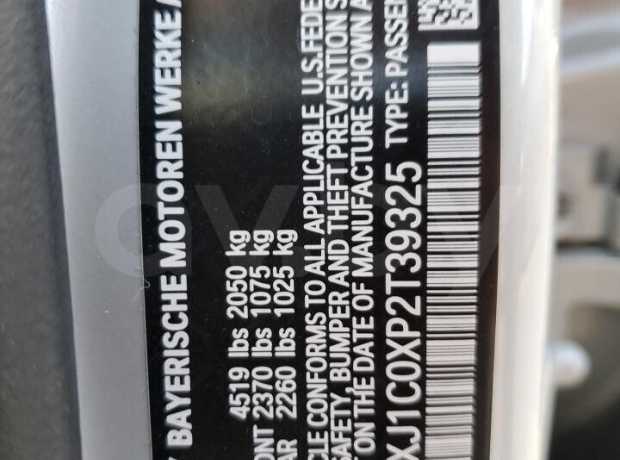 BAYERISCHE MOTOREN WERKE A
4519 lbs 2050 kg
ONT 2370 lbs 1075 kg
AR 2260 lbs 1025 kg
CLE CONFORMS TO ALL APPLICABLE U.S. FEDE
SAFETY, BUMPER AND THEFT PREVENTION S
ON THE DATE OF MANUFACTURE SHOWN A
XJ1C0XP2T39325 TYPE: PASSEN